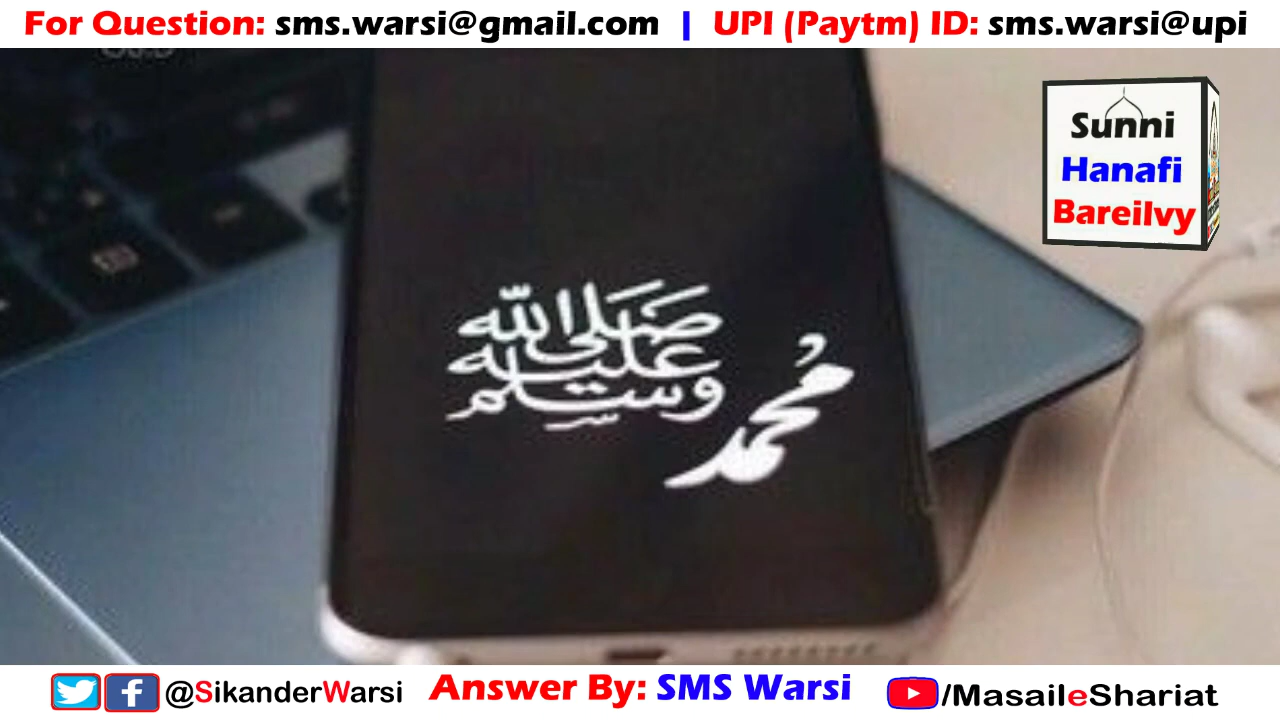 For Question: sms.warsi@gmail.com | UPI (Paytm) ID: sms.warsi@upi
Sunni
Hanafi
Bareilvy
صلى الله
عليه
وسلم
محمد
@SikanderWarsi
Answer By: SMS Warsi
/MasaileShariat